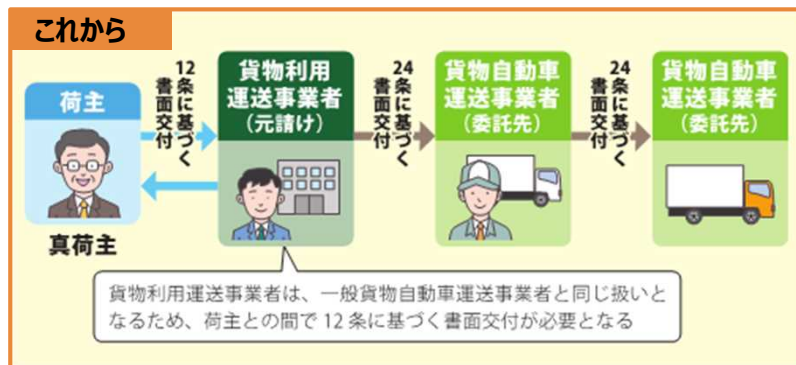 これから
荷主
真荷主
12条に基づく
書面交付
貨物利用
運送事業者
（元請け）
24条に基づく
書面交付
貨物自動車
運送事業者
（委託先）
24条に基づく
書面交付
貨物自動車
運送事業者
（委託先）
貨物利用運送事業者は、一般貨物自動車運送事業者と同じ扱いと
なるため、荷主との間で12条に基づく書面交付が必要となる